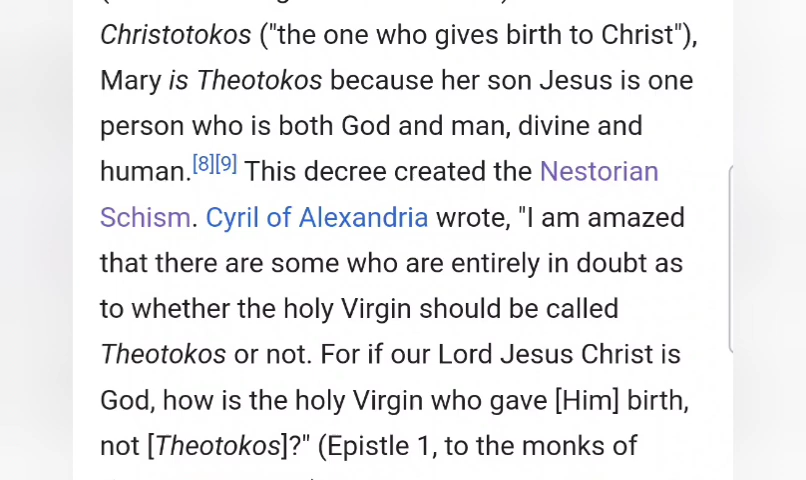 Christotokos ("the one who gives birth to Christ"),
Mary is Theotokos because her son Jesus is one
person who is both God and man, divine and
human.[8][9] This decree created the Nestorian
Schism. Cyril of Alexandria wrote, "I am amazed
that there are some who are entirely in doubt as
to whether the holy Virgin should be called
Theotokos or not. For if our Lord Jesus Christ is
God, how is the holy Virgin who gave [Him] birth,
not [Theotokos]?" (Epistle 1, to the monks of